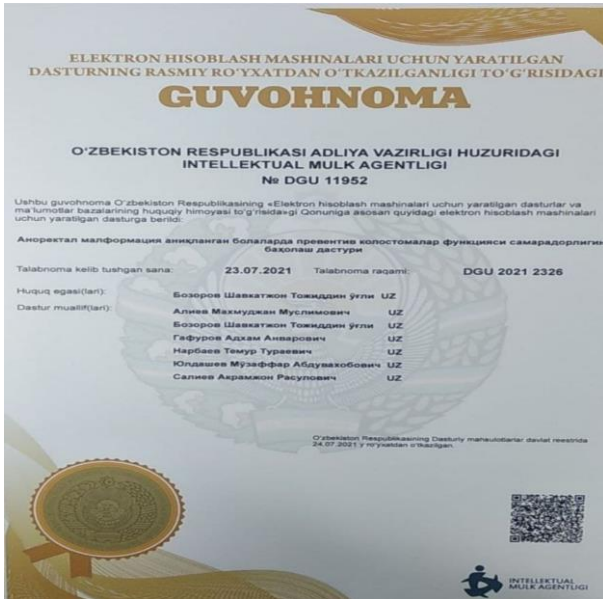 ELEKTRON HISOBLASH MASHINALARI UCHUN YARATILGAN
DASTURNING RASMIY RO'YXATDAN O'TKAZILGANLIGI TO'G'RISIDAGI
GUVOHNOMA
O'ZBEKISTON RESPUBLIKASI ADLIYA VAZIRLIGI HUZURIDAGI
INTELLEKTUAL MULK AGENTLIGI
№ DGU 11952
Ushbu guvohnoma O'zbekiston Respublikasining «Elektron hisoblash mashinalari uchun yaratilgan dasturlar va
ma'lumotlar bazalarining huquqiy himoyasi to'g'risida»gi Qonuniga asosan quyidagi elektron hisoblash mashinalari
uchun yaratilgan dasturga berildi:
Аноректал малформация аниқланган болаларда превентив колостомалар функцияси самарадорлигин
баҳолаш дастури
Talabnoma kelib tushgan sana: 23.07.2021 Talabnoma raqami: DGU 2021 2326
Huquq egasi(lari): Бозоров Шавкатжон Тожиддин ўғли UZ
Dastur muallif(lari): Алиев Махмуджан Муслимович UZ
Бозоров Шавкатжон Тожиддин ўғли UZ
Гафуров Адхам Анварович UZ
Нарбаев Темур Тураевич UZ
Юлдашев Мўзаффар Абдувахобович UZ
Салиев Акрамжон Расулович UZ
O'zbekiston Respublikasining Dasturiy mahsulotlarlar davlat reestrida
24.07.2021 y ro'yxatdan o'tkazilgan.
INTELLEKTUAL
MULK AGENTLIGI